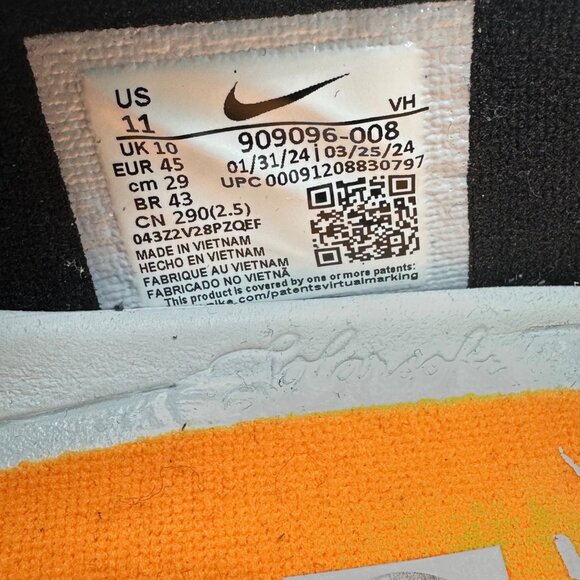 US
11
VH
UK 10
909096-008
EUR 45
01/31/24 | 03/25/24
cm 29
UPC 00091208830797
BR 43
CN 290(2.5)
043Z2V28PZQEF
MADE IN VIETNAM
HECHO EN VIETNAM
FABRIQUE AU VIETNAM
FABRICADO NO VIETNÃ
This product is covered by one or more patents:
.com/patentsvirtualmarking